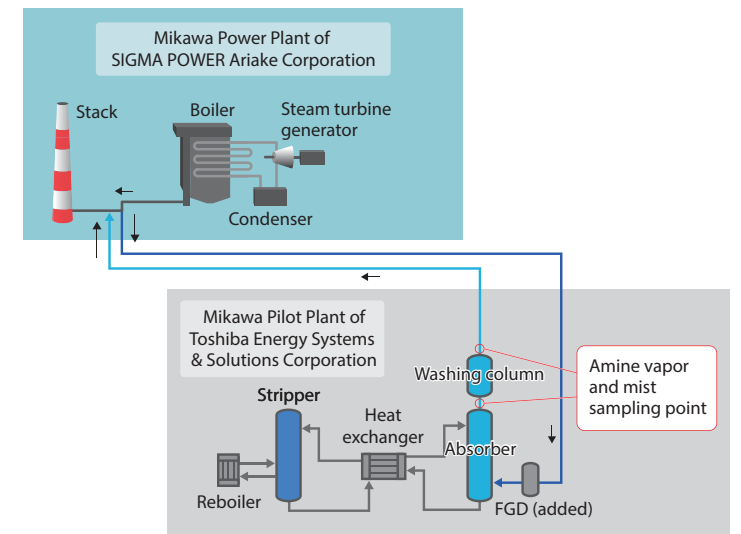 Mikawa Power Plant of
SIGMA POWER Ariake Corporation
Stack
Boiler
Steam turbine
generator
Condenser
Mikawa Pilot Plant of
Toshiba Energy Systems
& Solutions Corporation
Washing column
Amine vapor
and mist
sampling point
Stripper
Heat
exchanger
Absorber
Reboiler
FGD (added)